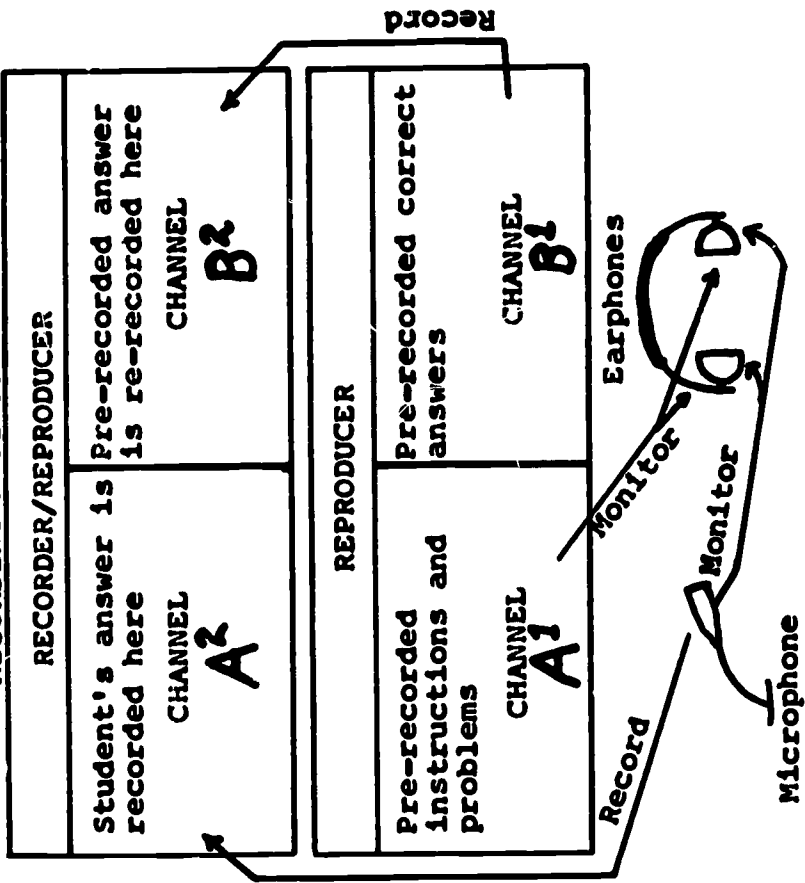 RECORDER/REPRODUCER
Student's answer is
recorded here
CHANNEL
A2
Pre-recorded answer
is re-recorded here
CHANNEL
B2
Record
REPRODUCER
Pre-recorded
instructions and
problems
CHANNEL
A1
Pre-recorded correct
answers
CHANNEL
B1
Record
Monitor
Monitor
Earphones
Microphone